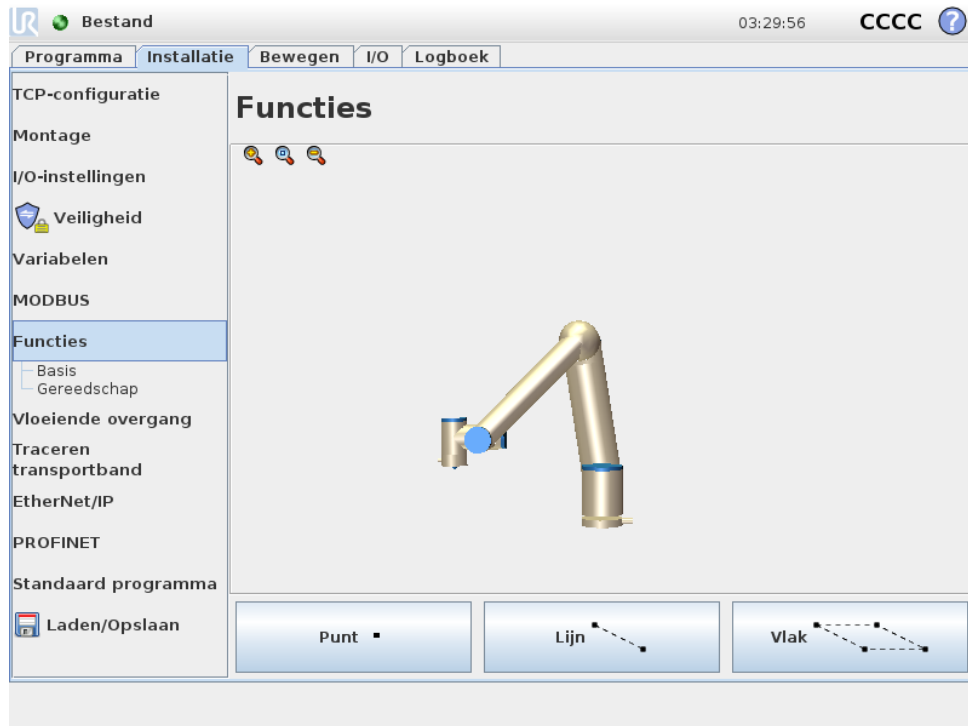 UR Bestand 03:29:56 CCCC ?
Programma Installatie Bewegen I/O Logboek
TCP-configuratie
Montage
I/O-instellingen
Veiligheid
Variabelen
MODBUS
Functies
Basis
Gereedschap
Vloeiende overgang
Traceren
transportband
EtherNet/IP
PROFINET
Standaard programma
Laden/Opslaan
Functies
Punt
Lijn
Vlak